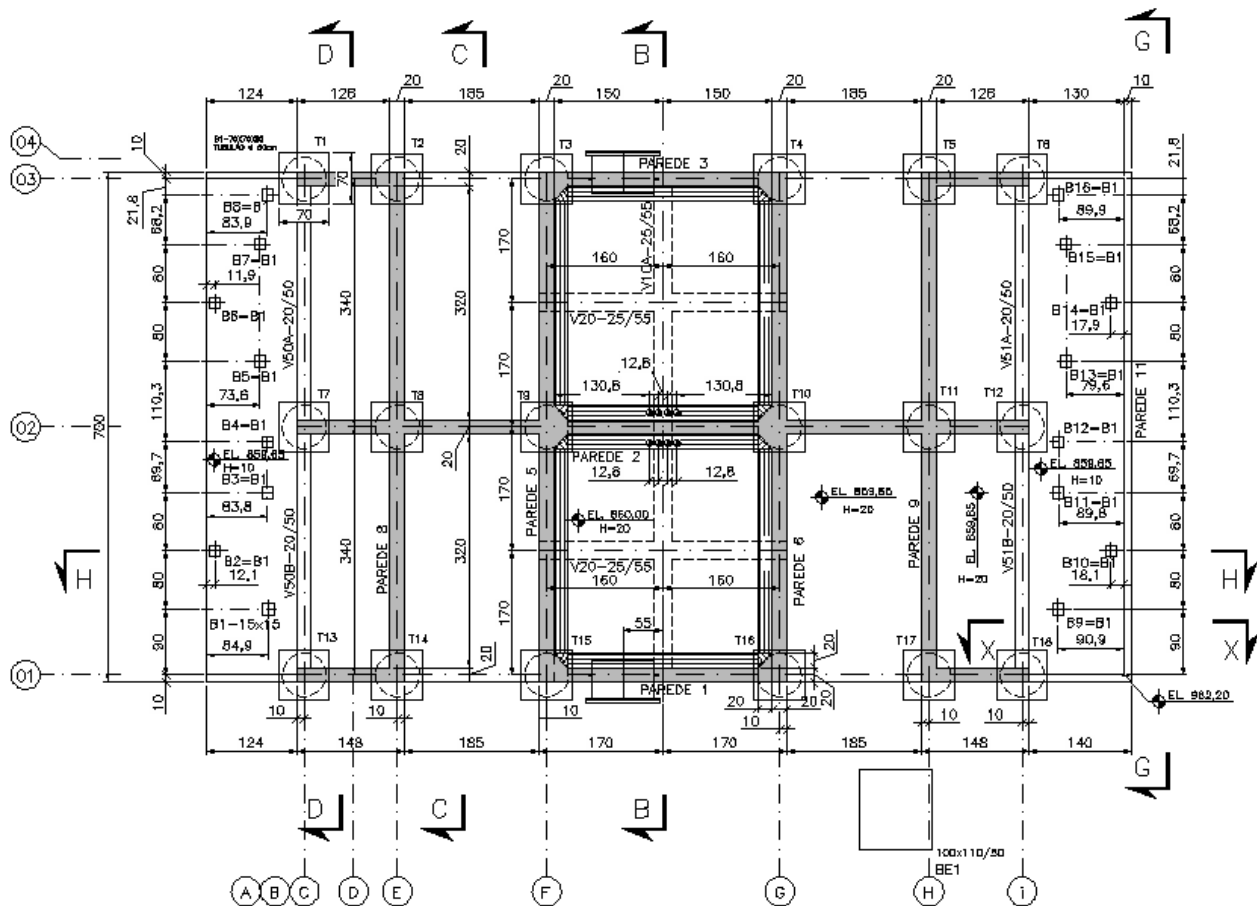 D C B G
20 20 20 10
124 126 185 150 150 185 126 130
04
03
02
01
10
B1-70X70X80
T1 T2 T3 T4 T5 T6
20
PAREDE 3
21,8
70
70
21,8
68,2
60
80
110,3
69,7
60
80
90
10
700
83,9
B7=B1
11,9
B6=B1
B5=B1
73,6
B4=B1
EL. 859,65
H=10
B3=B1
83,8
B2=B1
12,1
B1-15x15
84,9
V50A-20/50
V50B-20/50
340
340
320
320
PAREDE 8
T7 T8 T9 T10 T11 T12
20
170
170
170
170
160 160
V10A-25/55
V20-25/55
12,8
130,8 130,8
PAREDE 2
12,8 12,8
PAREDE 5
EL. 860,00
H=20
V20-25/55
160 160
55
PAREDE 6
EL. 859,65
H=20
PAREDE 9
EL. 859,65
H=20
V51A-20/50
V51B-20/50
B16=B1
89,9
B15=B1
B14=B1
17,9
B13=B1
79,6
PAREDE 11
B12=B1
EL. 859,65
H=10
B11=B1
89,8
B10=B1
18,1
B9=B1
90,9
21,8
68,2
60
80
110,3
69,7
60
80
90
H H
X X
T13 T14 T15 T16 T17 T18
20
PAREDE 1
20
20
20 20
10 10 10 10 10 10
EL. 962,20
124 148 185 170 170 185 148 140
D C B G
100x110/80
BE1
A B C D E F G H i